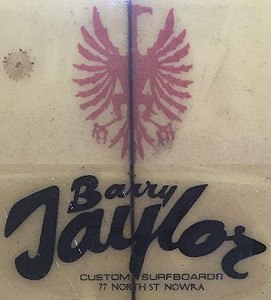 Barry
Taylor
CUSTOM SURFBOARDS
77 NORTH ST NOWRA